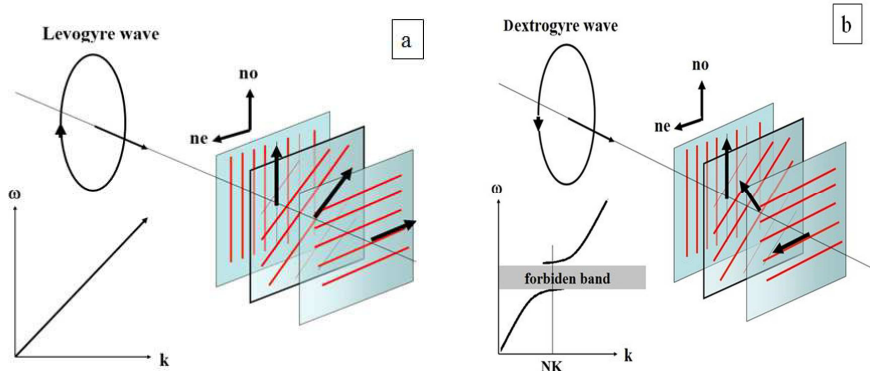 Levogyre wave
a
no
ne
ω
k
Dextrogyre wave
b
no
ne
ω
forbiden band
NK
k